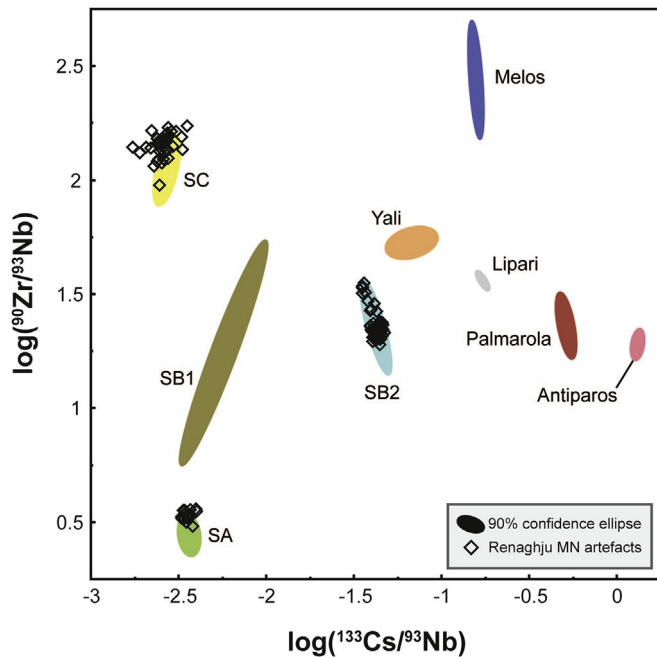 log(⁹⁰Zr/⁹³Nb)
2.5
2
1.5
1
0.5
Melos
SC
Yali
Lipari
SB1
SB2
Palmarola
Antiparos
SA
90% confidence ellipse
Renaghju MN artefacts
-3
-2.5
-2
-1.5
-1
-0.5
0
log(¹³³Cs/⁹³Nb)